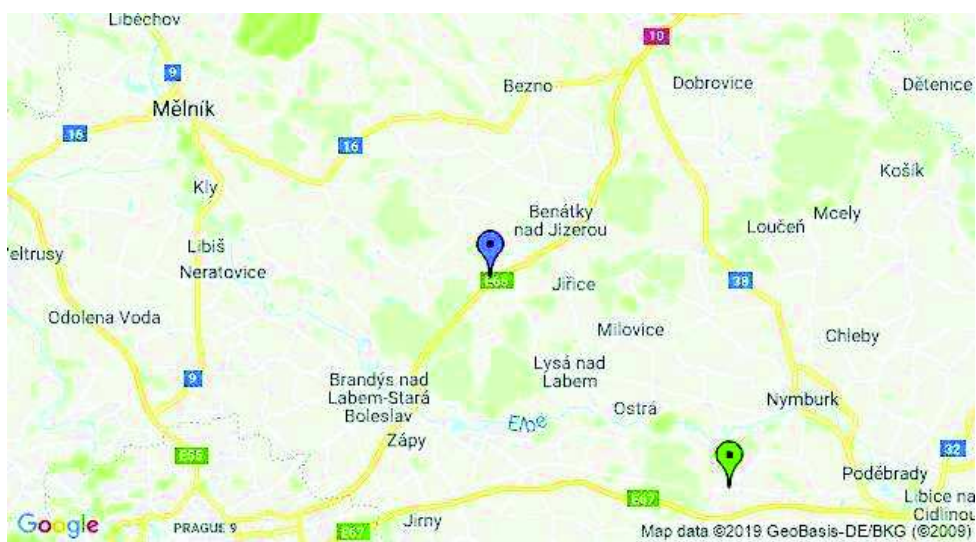 Liběchov
10
9
Bezno
Dobrovice
Dětenice
Mělník
16
16
Košík
Kly
Benátky
nad Jizerou
Mcely
Loučeň
Libiš
eltrusy
Neratovice
E65
Jiřice
38
Odolena Voda
Milovice
Chleby
Lysá nad
Labem
9
Brandýs nad
Labem-Stará
Boleslav
Ostrá
Nymburk
Elbe
Zápy
E55
32
Poděbrady
E67
Libice na
Cidlinou
Google
PRAGUE 9
E67
Jirny
Map data ©2019 GeoBasis-DE/BKG (©2009)